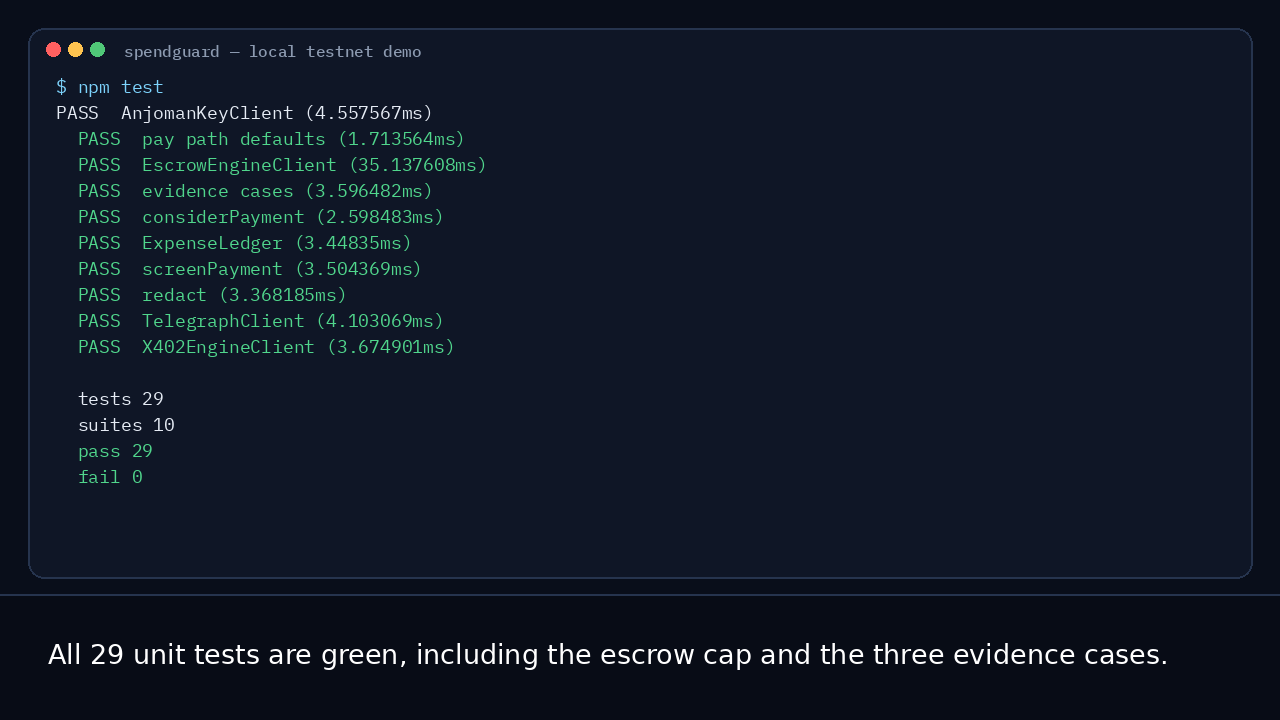 spendguard — local testnet demo
$ npm test
PASS  AnjomanKeyClient (4.557567ms)
PASS  pay path defaults (1.713564ms)
PASS  EscrowEngineClient (35.137608ms)
PASS  evidence cases (3.596482ms)
PASS  considerPayment (2.598483ms)
PASS  ExpenseLedger (3.44835ms)
PASS  screenPayment (3.504369ms)
PASS  redact (3.368185ms)
PASS  TelegraphClient (4.103069ms)
PASS  X402EngineClient (3.674901ms)
tests 29
suites 10
pass 29
fail 0
All 29 unit tests are green, including the escrow cap and the three evidence cases.